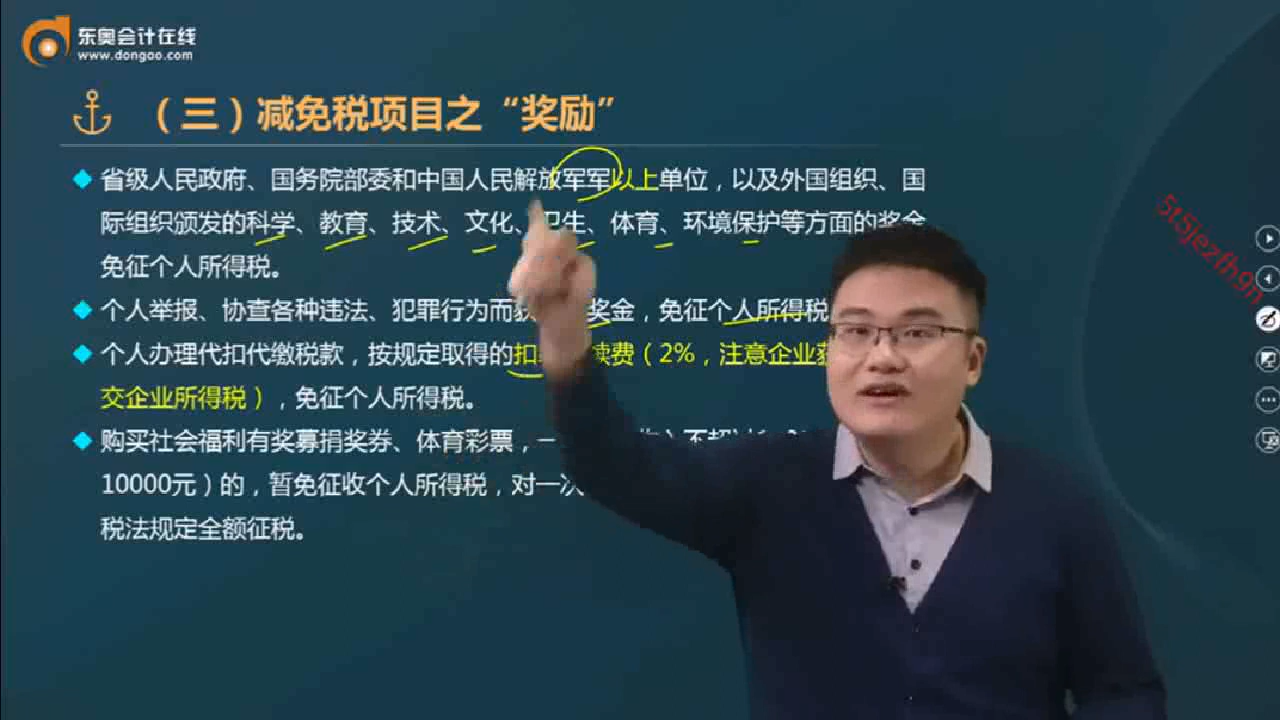 东奥会计在线
www.dongao.com
（三）减免税项目之“奖励”
省级人民政府、国务院部委和中国人民解放军军以上单位，以及外国组织、国
际组织颁发的科学、教育、技术、文化、卫生、体育、环境保护等方面的奖金
免征个人所得税。
个人举报、协查各种违法、犯罪行为而获 奖金，免征个人所得税
个人办理代扣代缴税款，按规定取得的扣 续费（2%，注意企业
交企业所得税），免征个人所得税。
购买社会福利有奖募捐奖券、体育彩票，一 不超过
10000元）的，暂免征收个人所得税，对一次
税法规定全额征税。
5t5jezfh9n